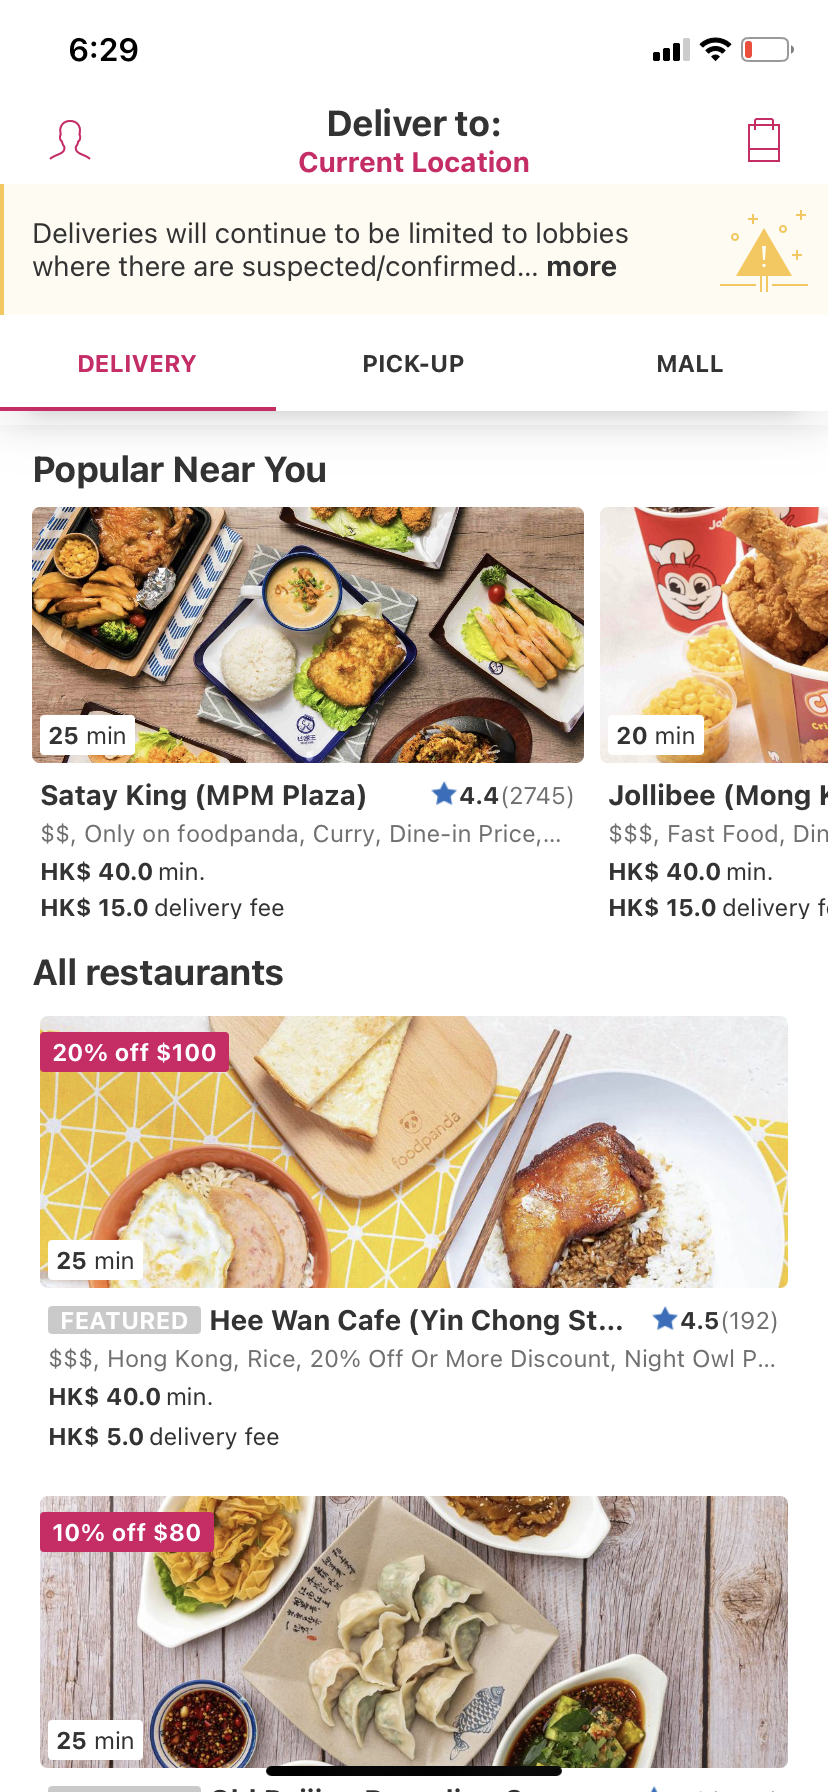 6:29
Deliver to:
Current Location
Deliveries will continue to be limited to lobbies
where there are suspected/confirmed... more
DELIVERY PICK-UP MALL
Popular Near You
25 min
20 min
Satay King (MPM Plaza) 4.4(2745)
$$, Only on foodpanda, Curry, Dine-in Price,...
HK$ 40.0 min.
HK$ 15.0 delivery fee
Jollibee (Mong
$$$, Fast Food,
HK$ 40.0 min.
HK$ 15.0 delivery
All restaurants
20% off $100
foodpanda
25 min
FEATURED Hee Wan Cafe (Yin Chong St... 4.5(192)
$$$, Hong Kong, Rice, 20% Off Or More Discount, Night Owl P...
HK$ 40.0 min.
HK$ 5.0 delivery fee
10% off $80
25 min